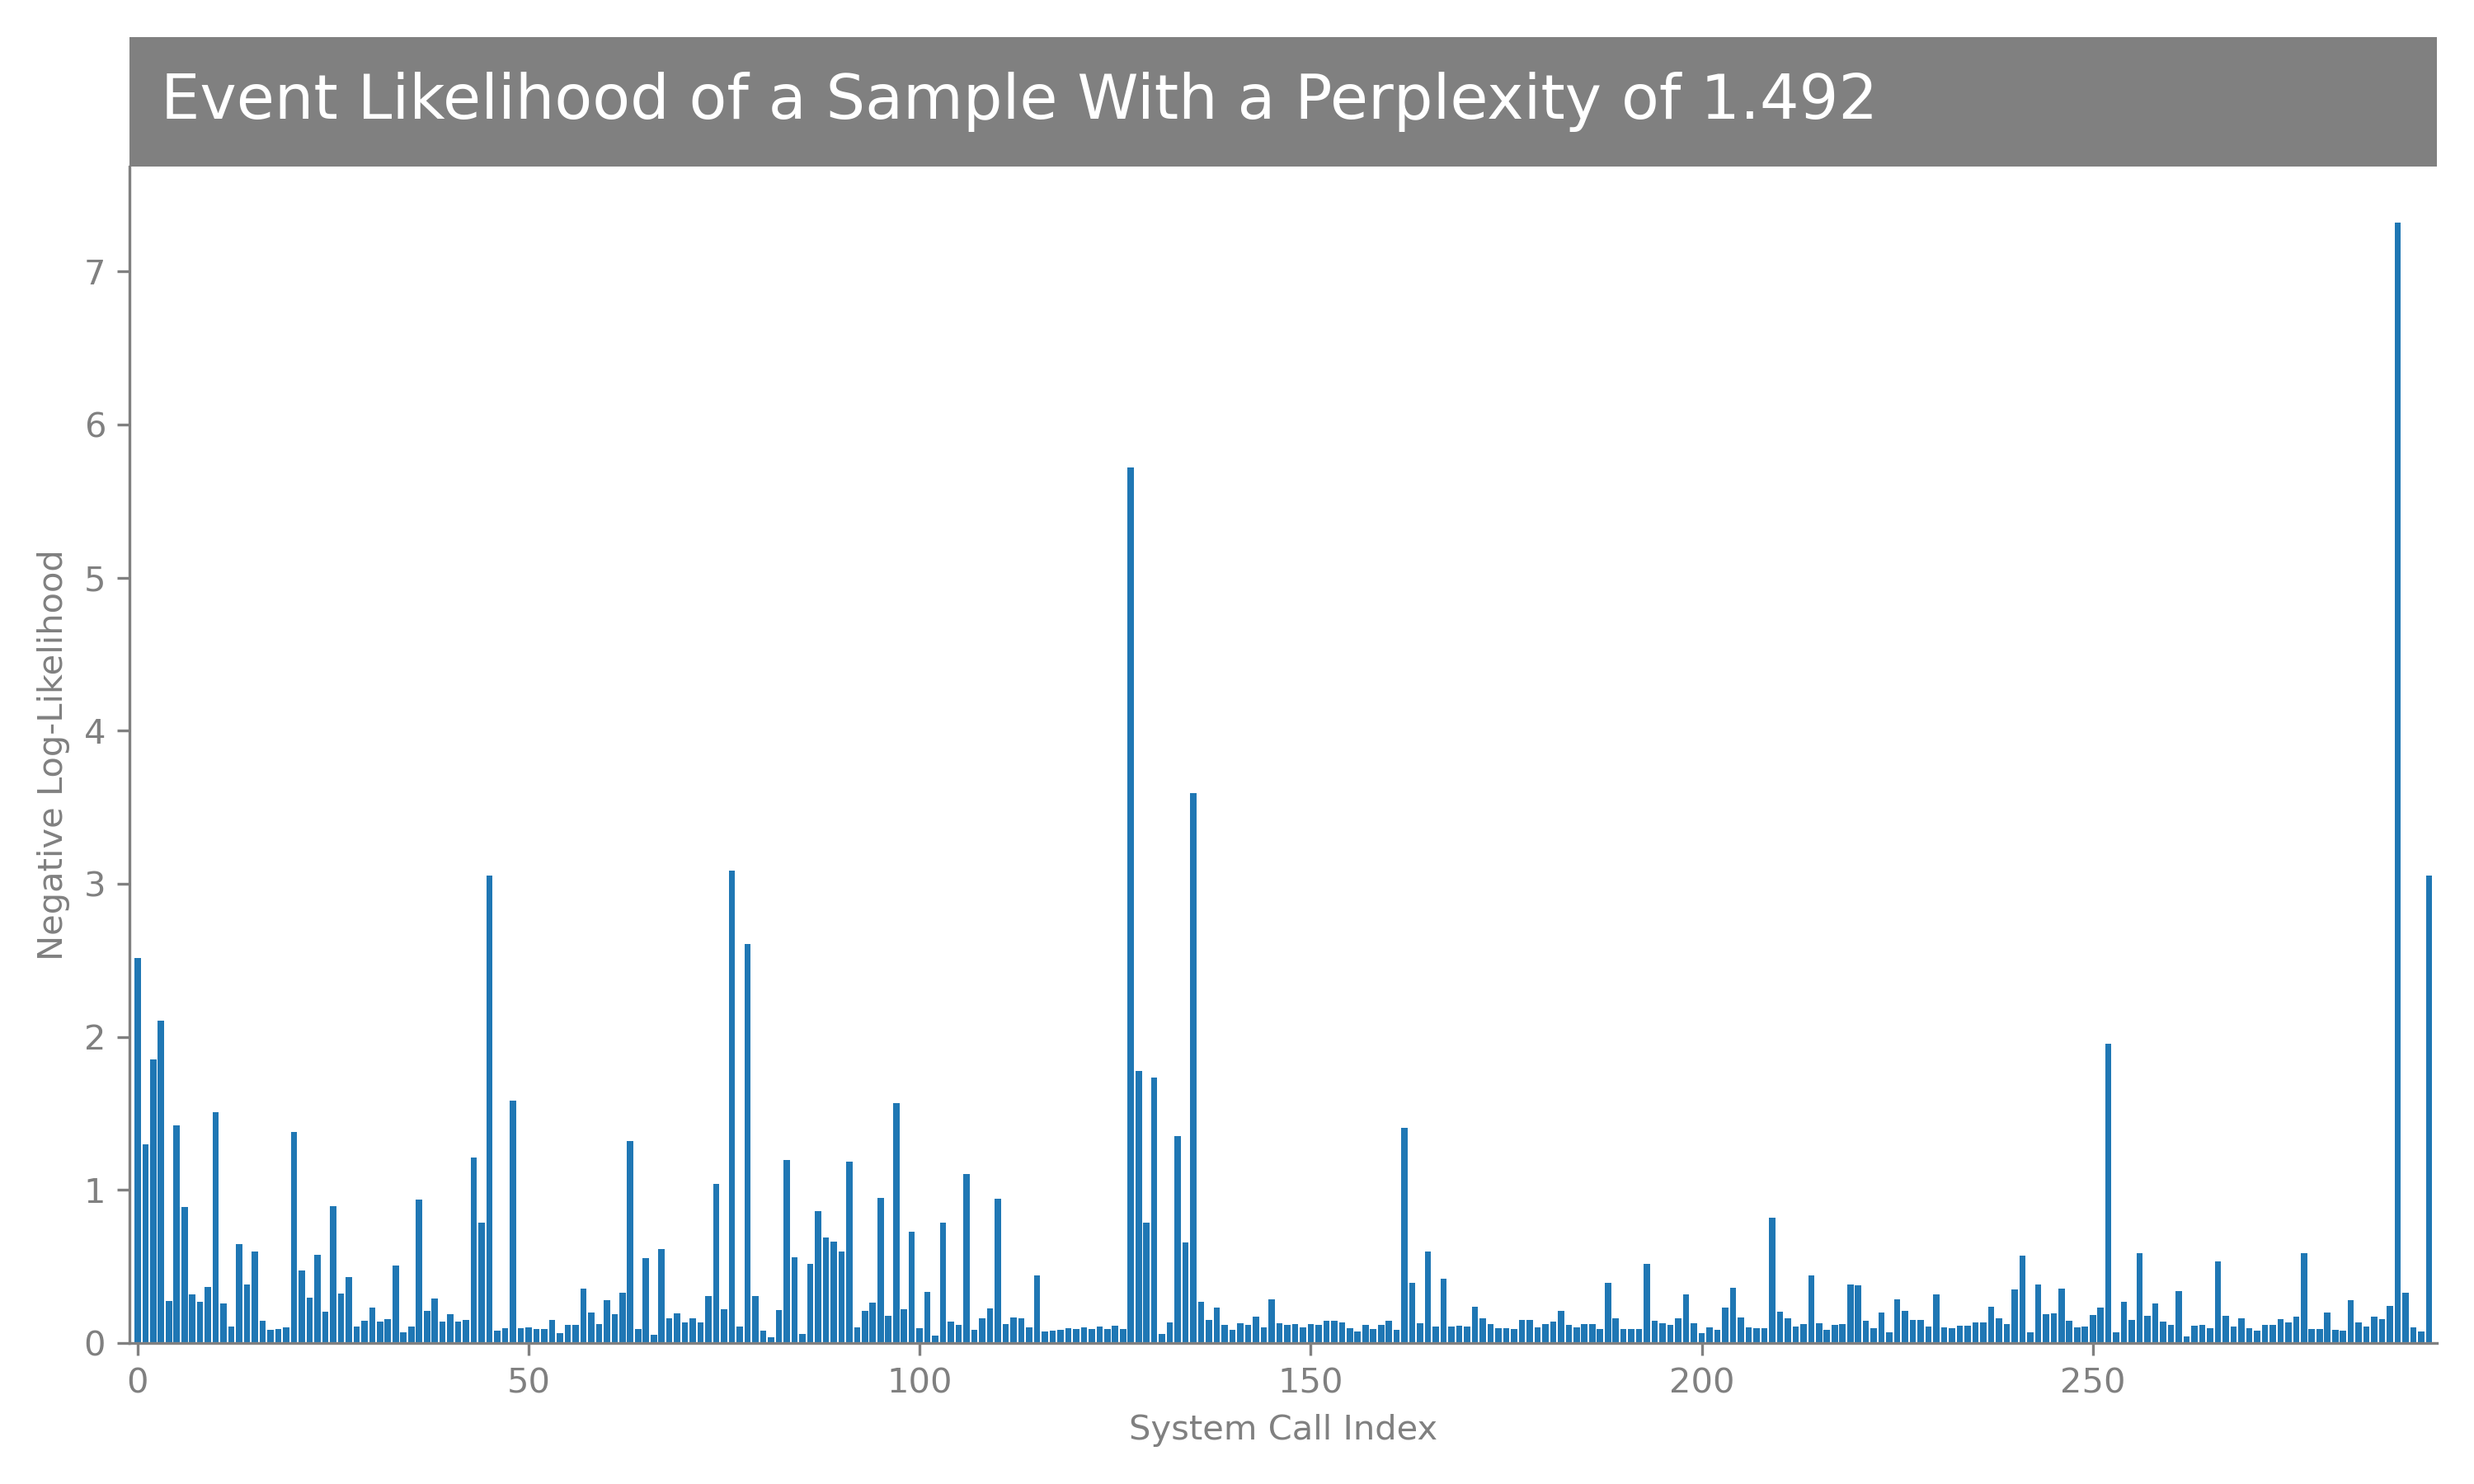 Event Likelihood of a Sample With a Perplexity of 1.492
Negative Log-Likelihood
7
6
5
4
3
2
1
0
0 50 100 150 200 250
System Call Index